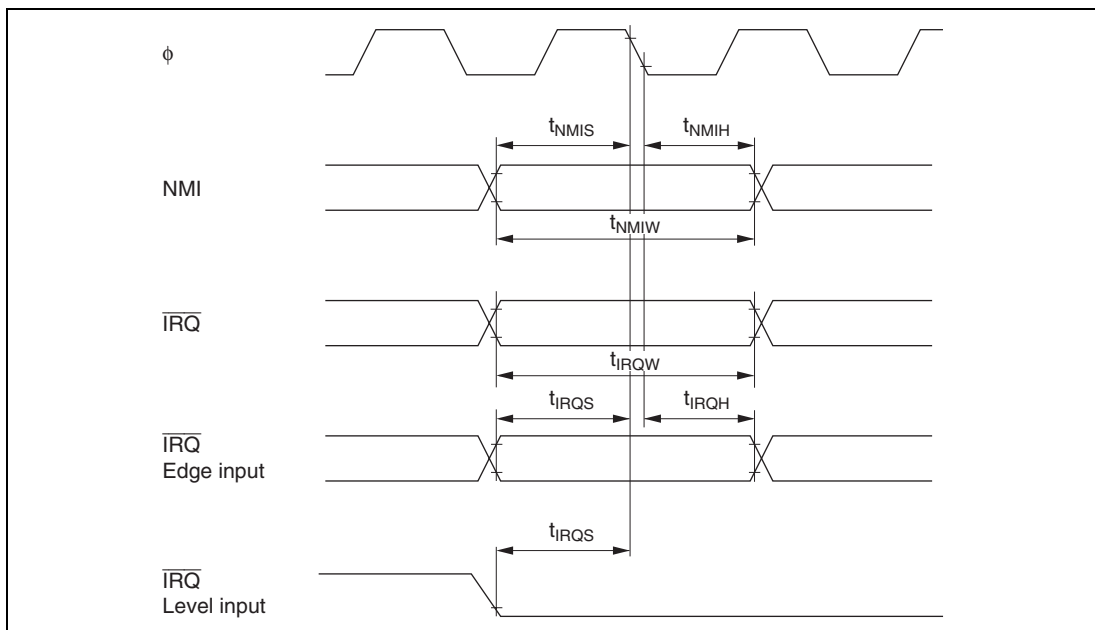 ϕ
tNMIS tNMIH
NMI
tNMIW
IRQ
tIRQW
tIRQS tIRQH
IRQ
Edge input
tIRQS
IRQ
Level input